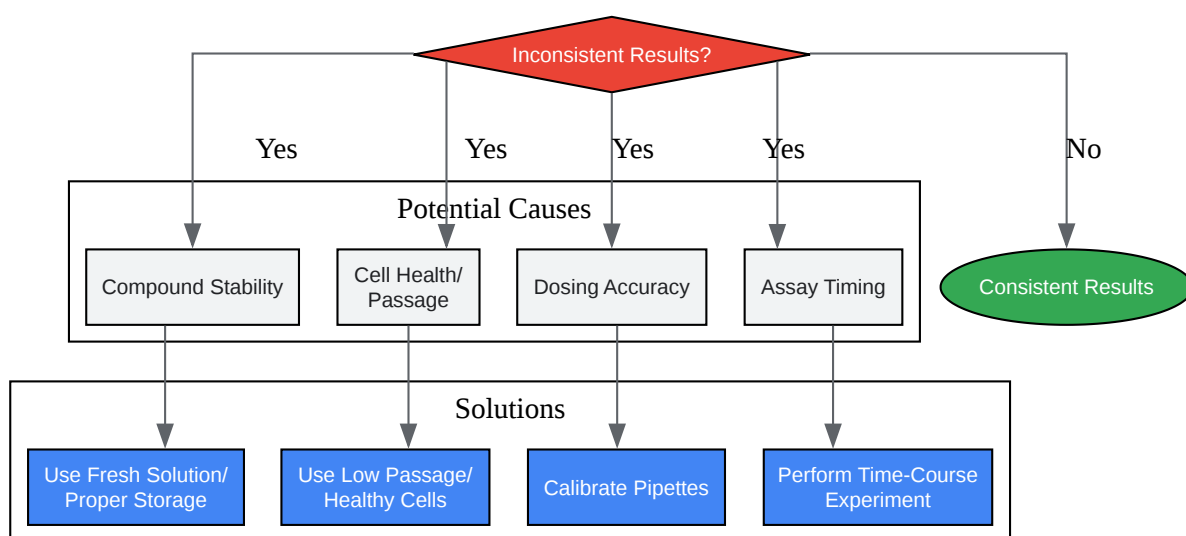 Inconsistent Results?
Yes
Yes
Yes
Yes
No
Potential Causes
Compound Stability
Cell Health/
Passage
Dosing Accuracy
Assay Timing
Consistent Results
Solutions
Use Fresh Solution/
Proper Storage
Use Low Passage/
Healthy Cells
Calibrate Pipettes
Perform Time-Course
Experiment